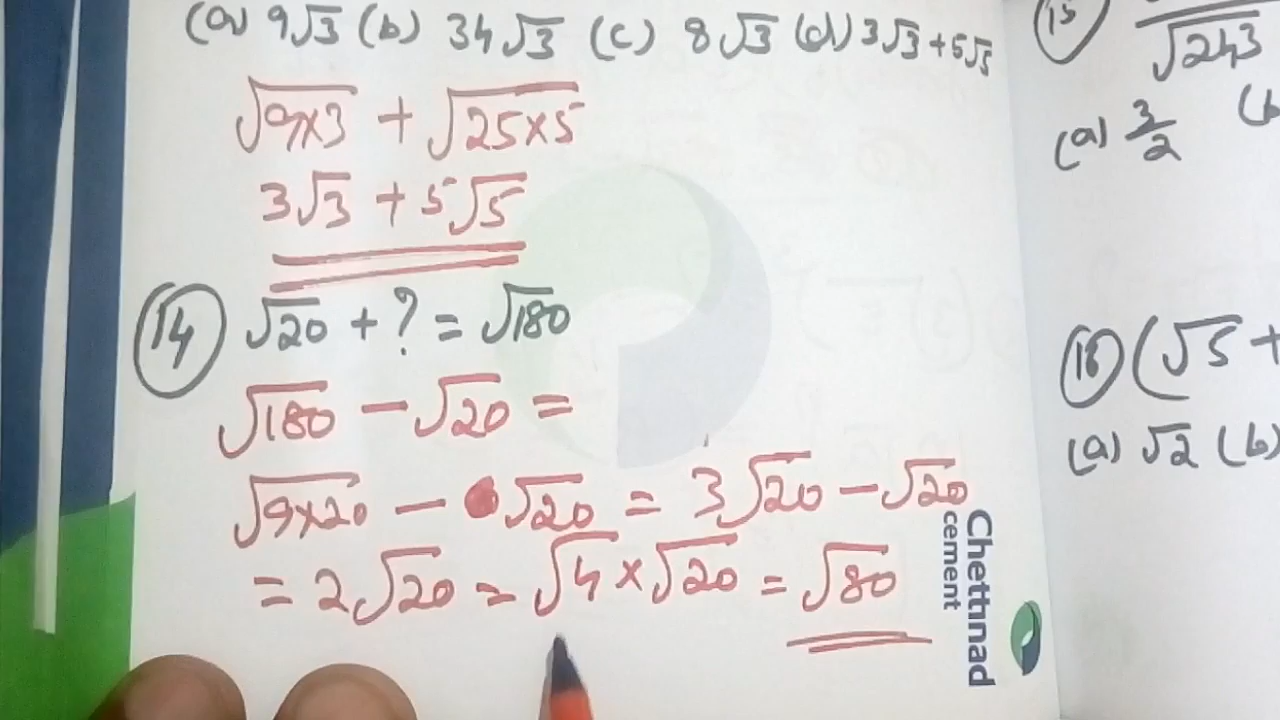 (a) 9√3 (b) 34√3 (c) 8√3 (d) 3√3 + 5√5
√9×3 + √25×5
3√3 + 5√5
14 √20 + ? = √180
√180 − √20 =
√9×20 − √20 = 3√20 − √20
= 2√20 = √4 × √20 = √80
Chettinad
cement
15
√243
(a) 3/2 (b
16 (√5 +
(a) √2 (b)